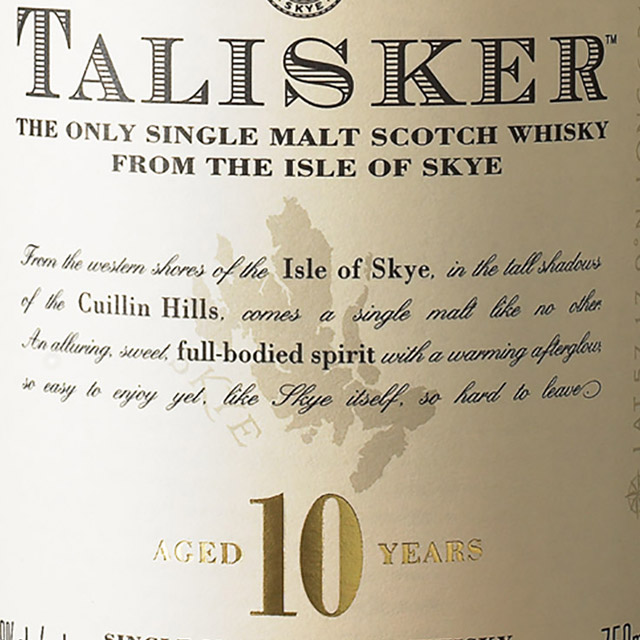 SKYE
TALISKER™
THE ONLY SINGLE MALT SCOTCH WHISKY
FROM THE ISLE OF SKYE
From the western shores of the Isle of Skye, in the tall shadows
of the Cuillin Hills, comes a single malt like no other.
An alluring, sweet, full-bodied spirit with a warming afterglow,
so easy to enjoy yet, like Skye itself, so hard to leave
SKYE
AGED 10 YEARS